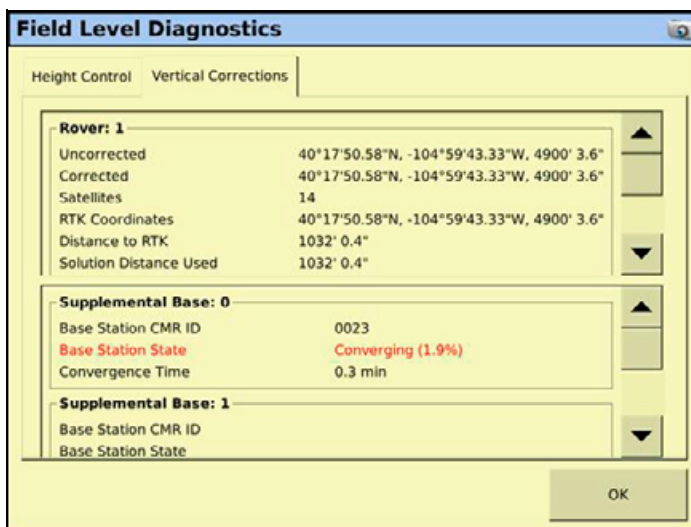 Field Level Diagnostics
Height Control Vertical Corrections
Rover: 1
Uncorrected 40°17'50.58"N, -104°59'43.33"W, 4900' 3.6"
Corrected 40°17'50.58"N, -104°59'43.33"W, 4900' 3.6"
Satellites 14
RTK Coordinates 40°17'50.58"N, -104°59'43.33"W, 4900' 3.6"
Distance to RTK 1032' 0.4"
Solution Distance Used 1032' 0.4"
Supplemental Base: 0
Base Station CMR ID 0023
Base Station State Converging (1.9%)
Convergence Time 0.3 min
Supplemental Base: 1
Base Station CMR ID
Base Station State
OK